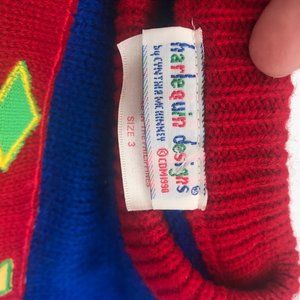 harlequin designs®
by CYNTHIA McKINNEY
©CDM1990
SIZE 3